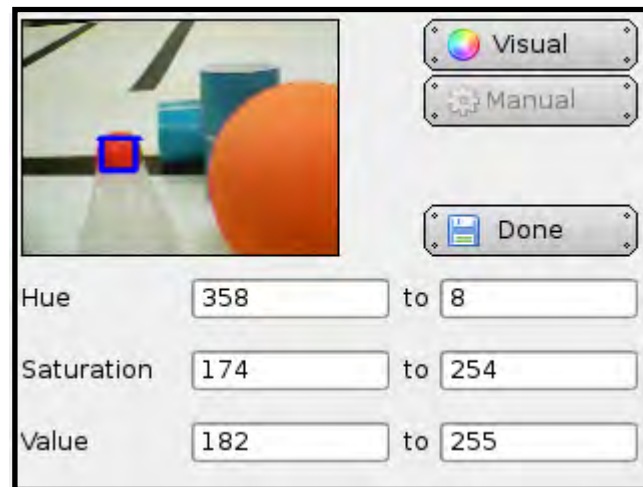 Visual
Manual
Done
Hue 358 to 8
Saturation 174 to 254
Value 182 to 255